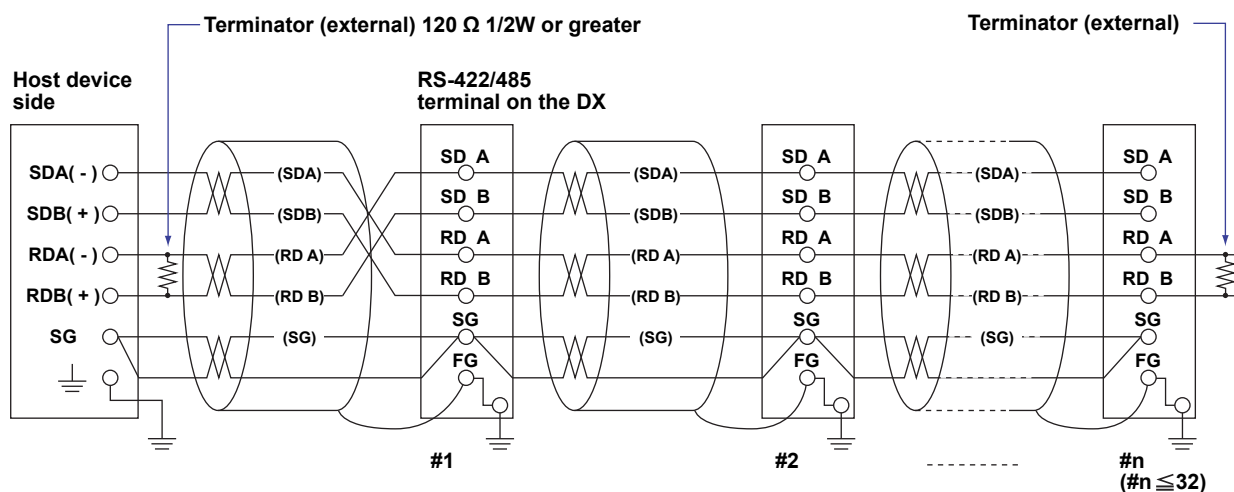 Terminator (external) 120 Ω 1/2W or greater
Terminator (external)
Host device
side
RS-422/485
terminal on the DX
SDA( - )
SDB( + )
RDA( - )
RDB( + )
SG
(SDA)
(SDB)
(RD A)
(RD B)
(SG)
SD A
SD B
RD A
RD B
SG
FG
#1
(SDA)
(SDB)
(RD A)
(RD B)
(SG)
SD A
SD B
RD A
RD B
SG
FG
#2
(SDA)
(SDB)
(RD A)
(RD B)
(SG)
SD A
SD B
RD A
RD B
SG
FG
#n
(#n ≦32)